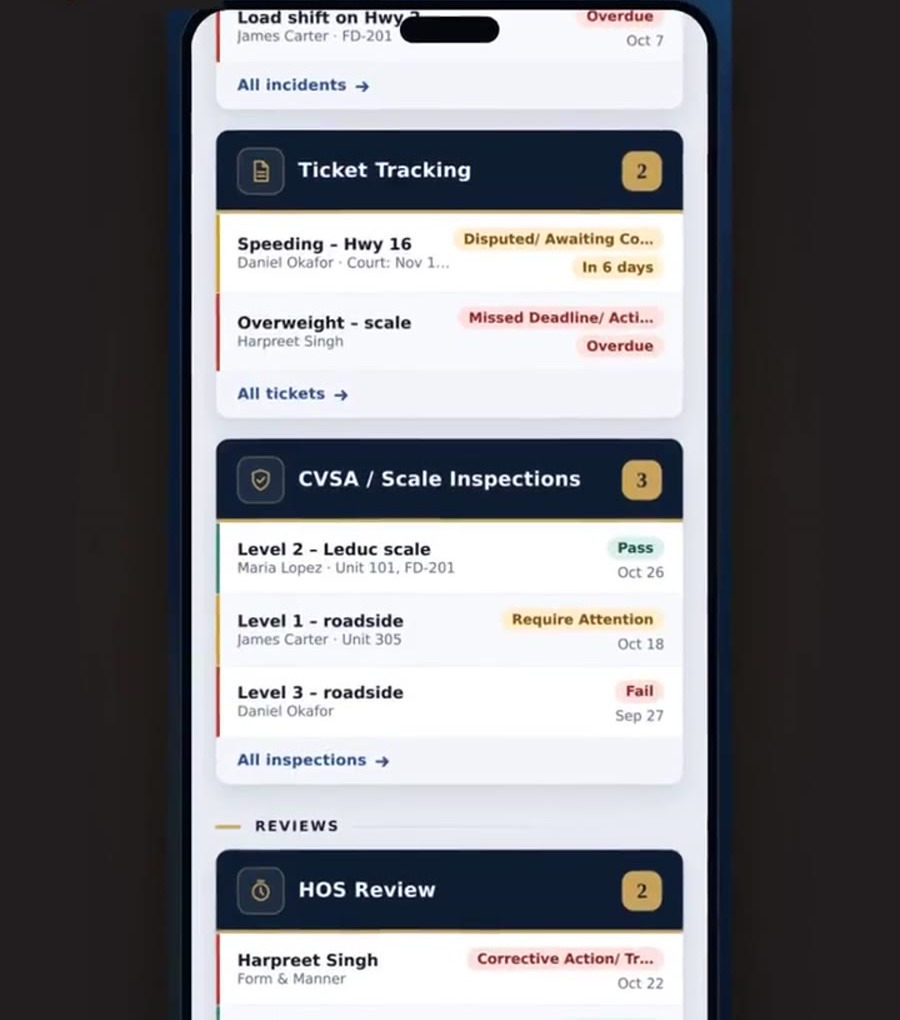 Load shift on Hwy 2
Overdue
James Carter · FD-201
Oct 7
All incidents →
Ticket Tracking
2
Speeding – Hwy 16
Disputed/ Awaiting Co...
Daniel Okafor · Court: Nov 1...
In 6 days
Overweight – scale
Missed Deadline/ Acti...
Harpreet Singh
Overdue
All tickets →
CVSA / Scale Inspections
3
Level 2 – Leduc scale
Pass
Maria Lopez · Unit 101, FD-201
Oct 26
Level 1 – roadside
Require Attention
James Carter · Unit 305
Oct 18
Level 3 – roadside
Fail
Daniel Okafor
Sep 27
All inspections →
REVIEWS
HOS Review
2
Harpreet Singh
Corrective Action/ Tr...
Form & Manner
Oct 22